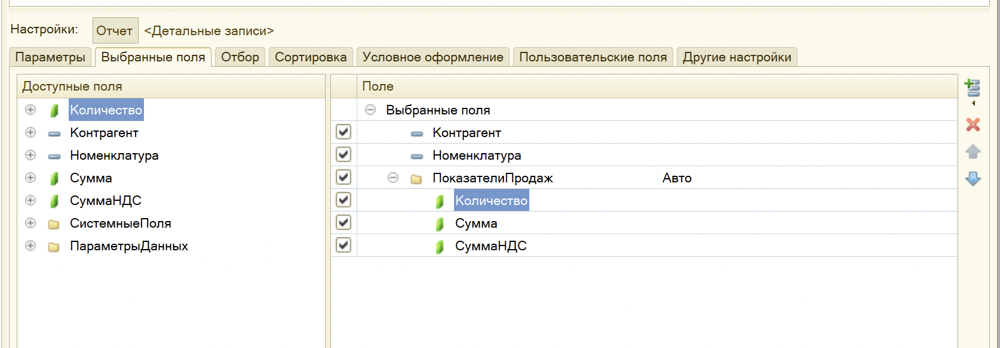 Настройки: Отчет <Детальные записи>
Параметры Выбранные поля Отбор Сортировка Условное оформление Пользовательские поля Другие настройки
Доступные поля
Количество
Контрагент
Номенклатура
Сумма
СуммаНДС
СистемныеПоля
ПараметрыДанных
Поле
Выбранные поля
Контрагент
Номенклатура
ПоказателиПродаж Авто
Количество
Сумма
СуммаНДС